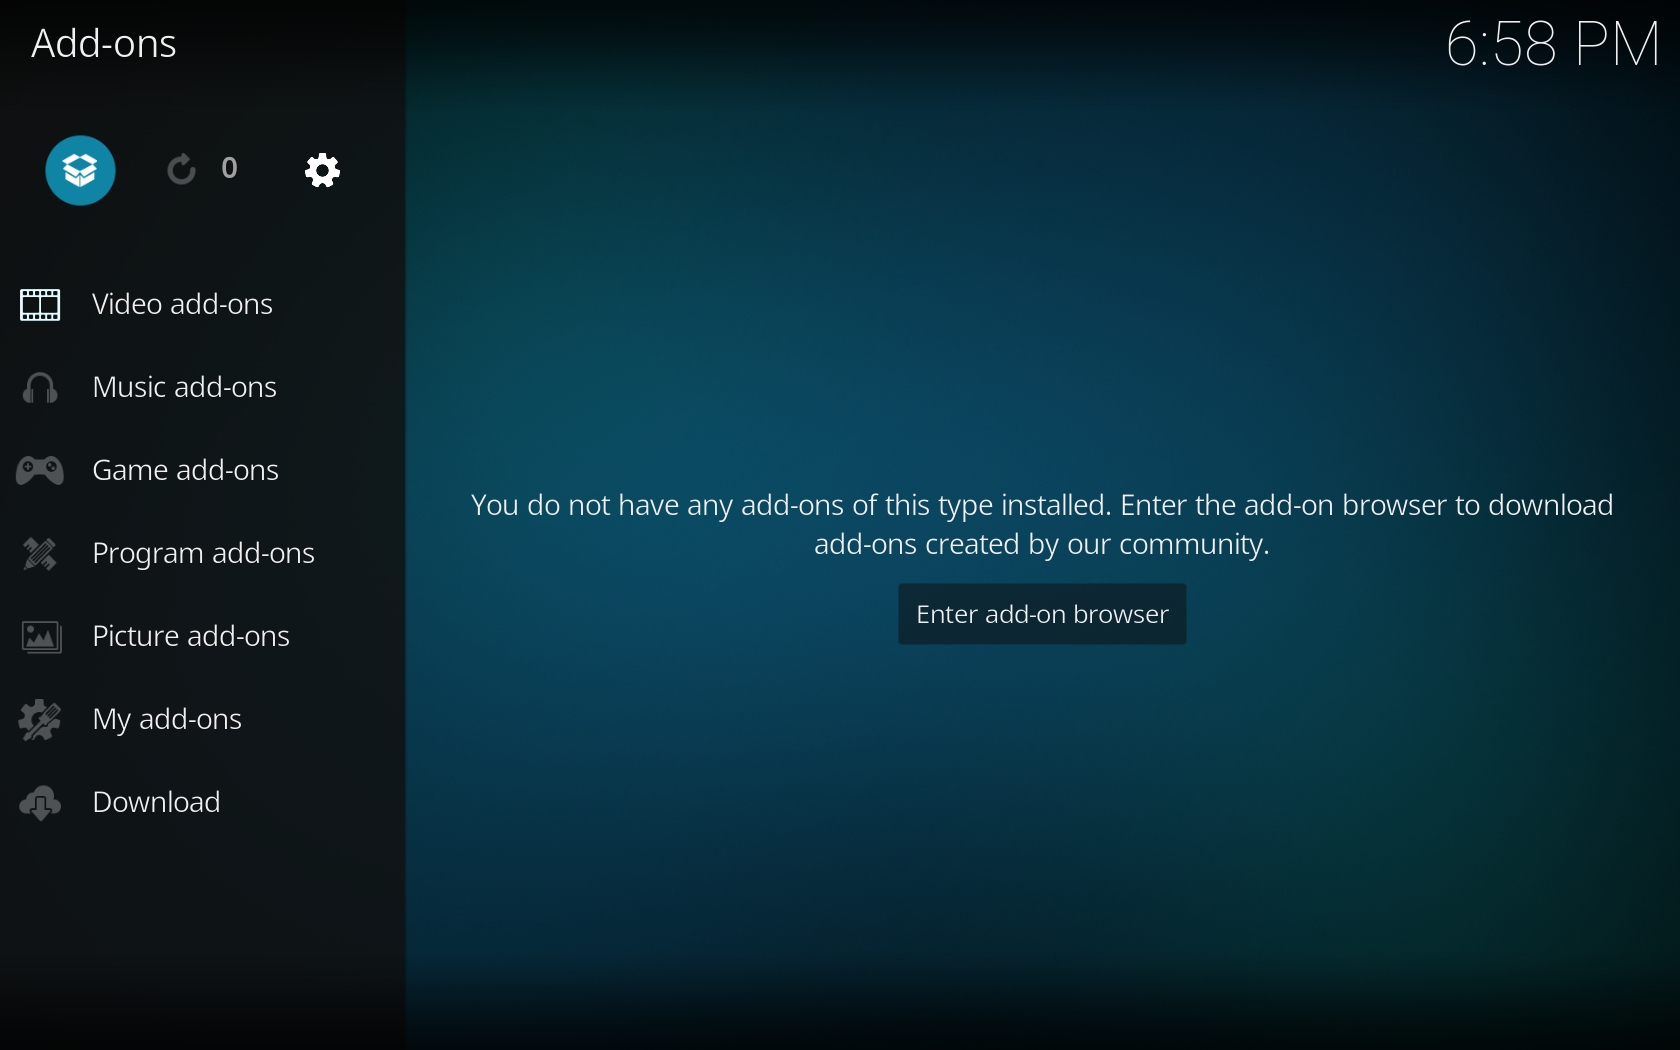 Add-ons
6:58 PM
0
Video add-ons
Music add-ons
Game add-ons
Program add-ons
Picture add-ons
My add-ons
Download
You do not have any add-ons of this type installed. Enter the add-on browser to download
add-ons created by our community.
Enter add-on browser